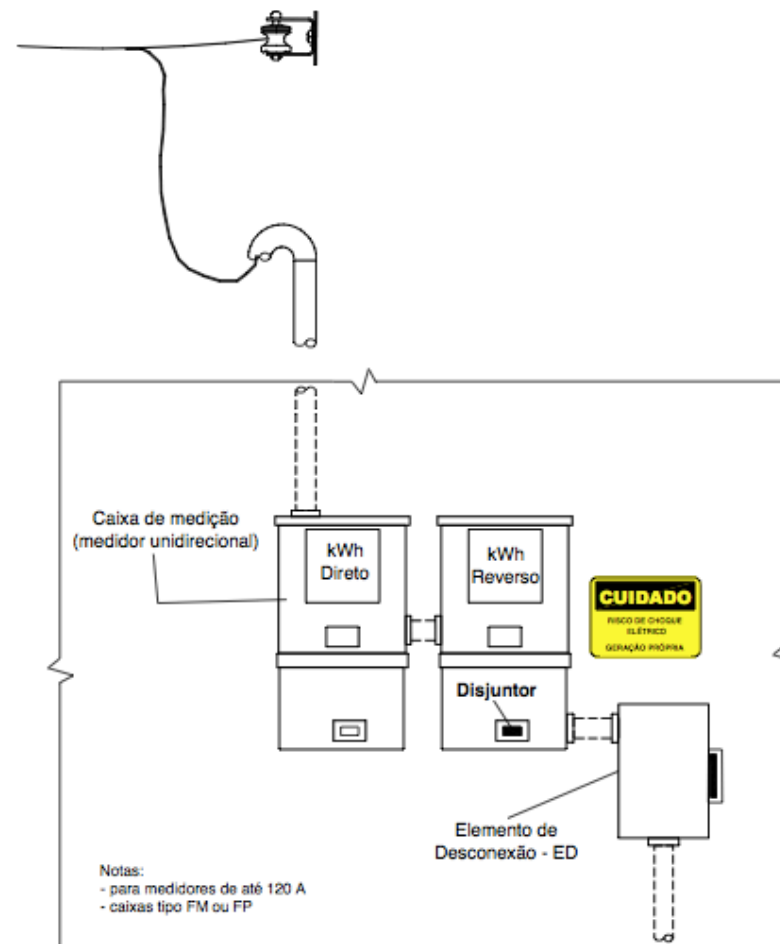 Caixa de medição
(medidor unidirecional)
kWh
Direto
kWh
Reverso
CUIDADO
RISCO DE CHOQUE
ELÉTRICO
GERAÇÃO PRÓPRIA
Disjuntor
Elemento de
Desconexão - ED
Notas:
- para medidores de até 120 A
- caixas tipo FM ou FP